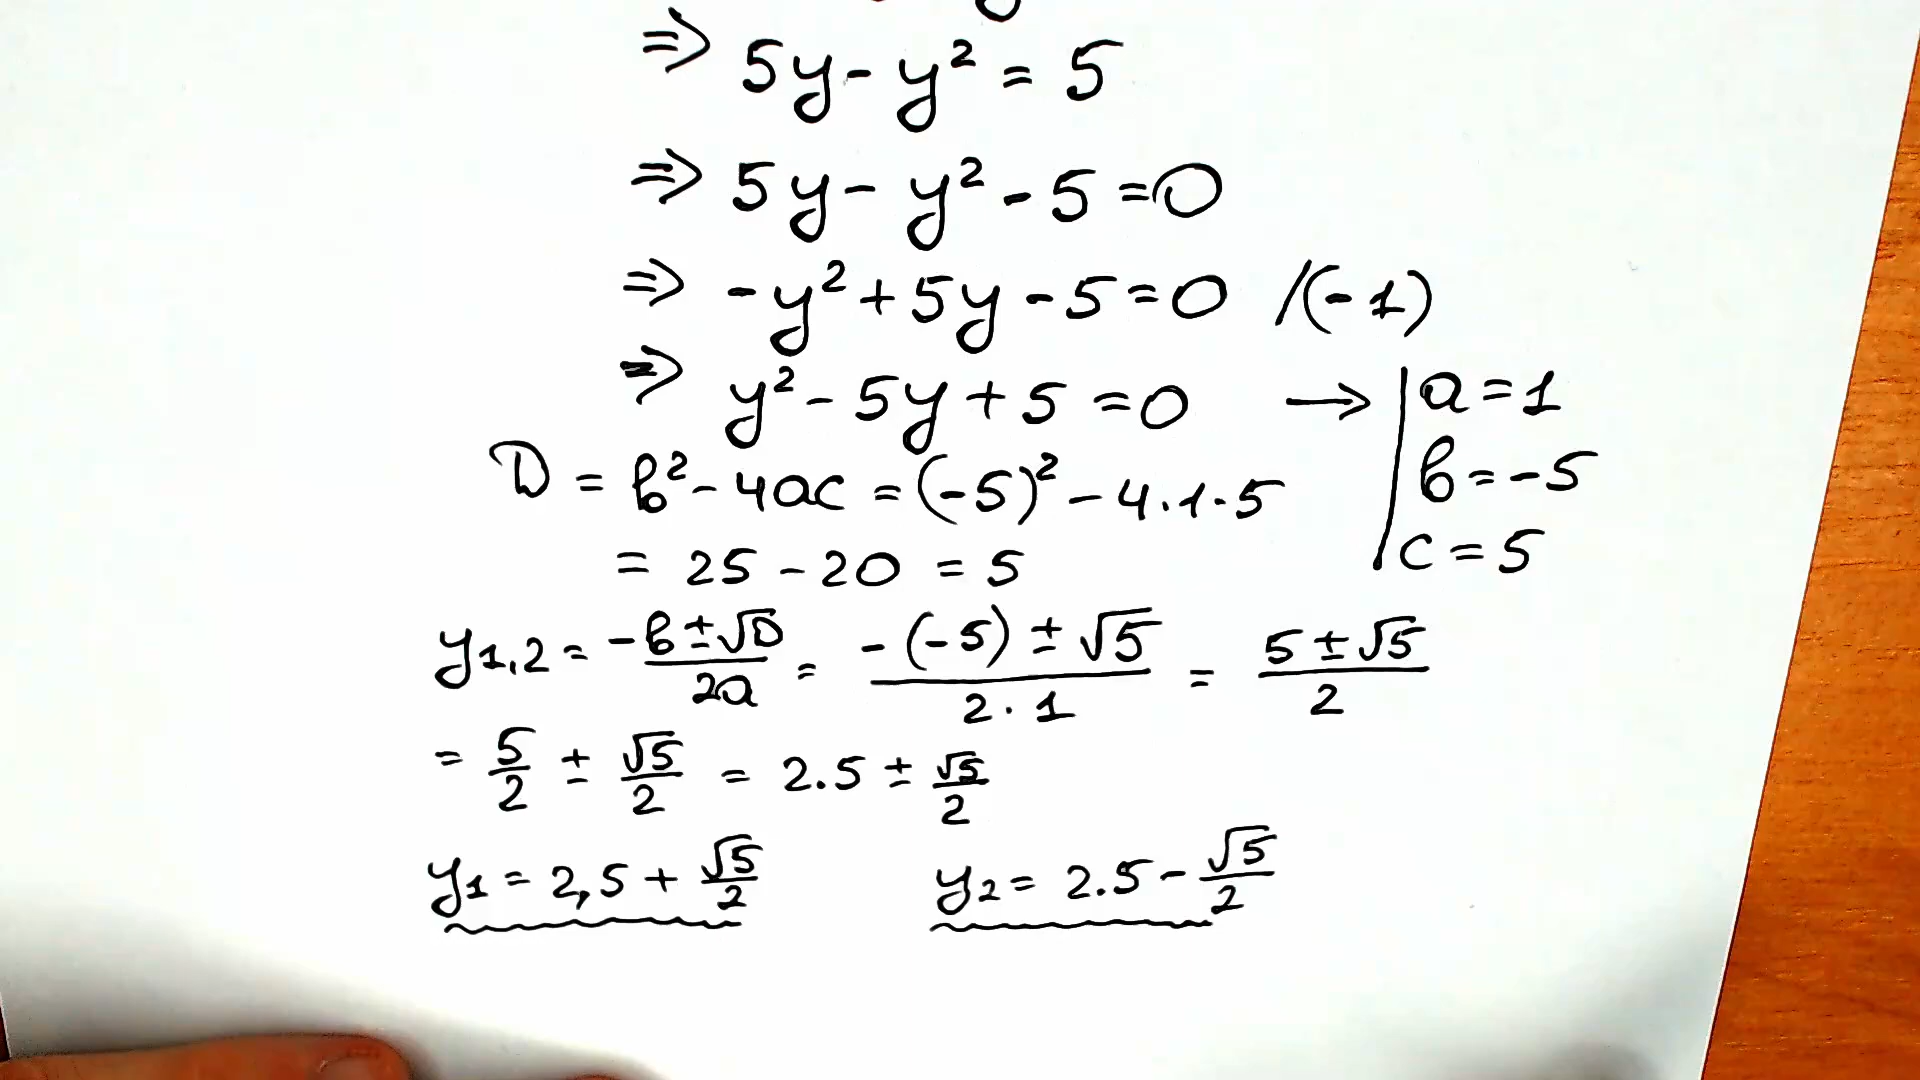 => 5y - y² = 5
=> 5y - y² - 5 = 0
=> -y² + 5y - 5 = 0 /(-1)
=> y² - 5y + 5 = 0 → | a = 1
b = -5
c = 5
D = b² - 4ac = (-5)² - 4.1.5
= 25 - 20 = 5
y1,2 = (-b ± √D)/(2a) = (-(-5) ± √5)/(2.1) = (5 ± √5)/2
= 5/2 ± √5/2 = 2.5 ± √5/2
y1 = 2,5 + √5/2 y2 = 2.5 - √5/2